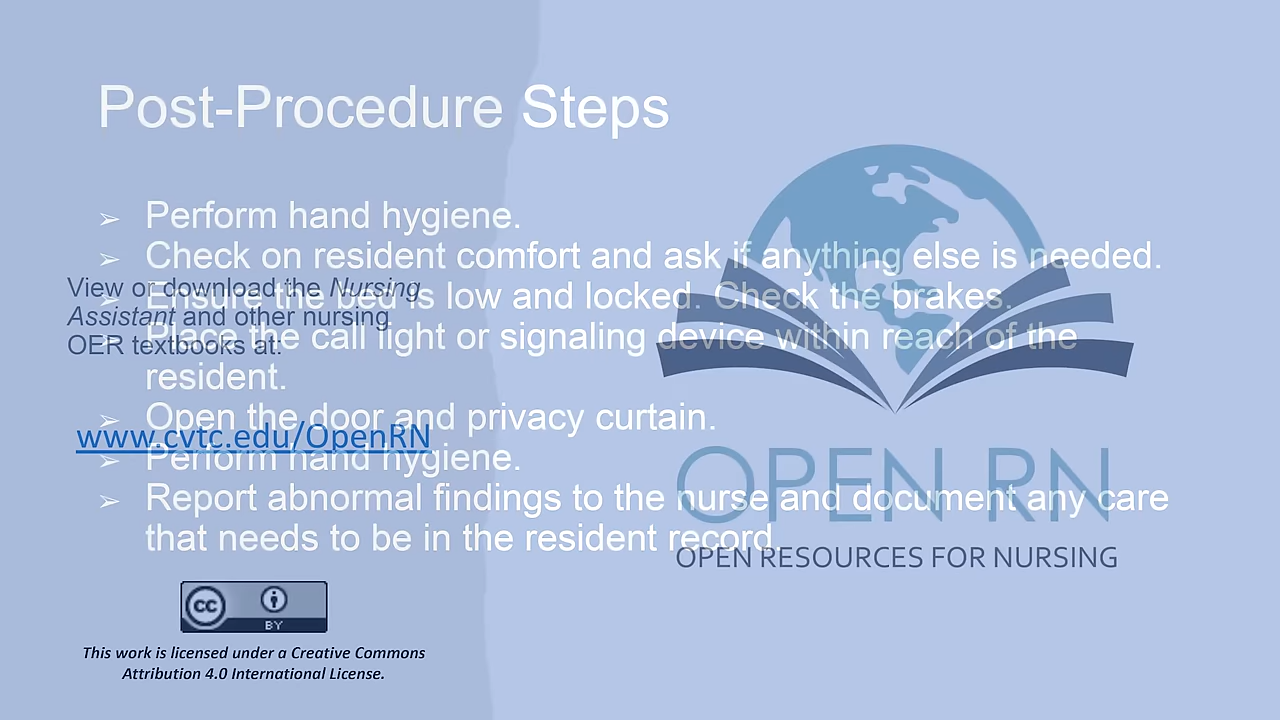 Post-Procedure Steps
➢ Perform hand hygiene.
➢ Check on resident comfort and ask if anything else is needed.
➢ Ensure the bed is low and locked. Check the brakes.
➢ Place the call light or signaling device within reach of the
resident.
➢ Open the door and privacy curtain.
➢ Perform hand hygiene.
➢ Report abnormal findings to the nurse and document any care
that needs to be in the resident record.
View or download the Nursing
Assistant and other nursing
OER textbooks at:
www.cvtc.edu/OpenRN
OPEN RN
OPEN RESOURCES FOR NURSING
cc BY
This work is licensed under a Creative Commons
Attribution 4.0 International License.